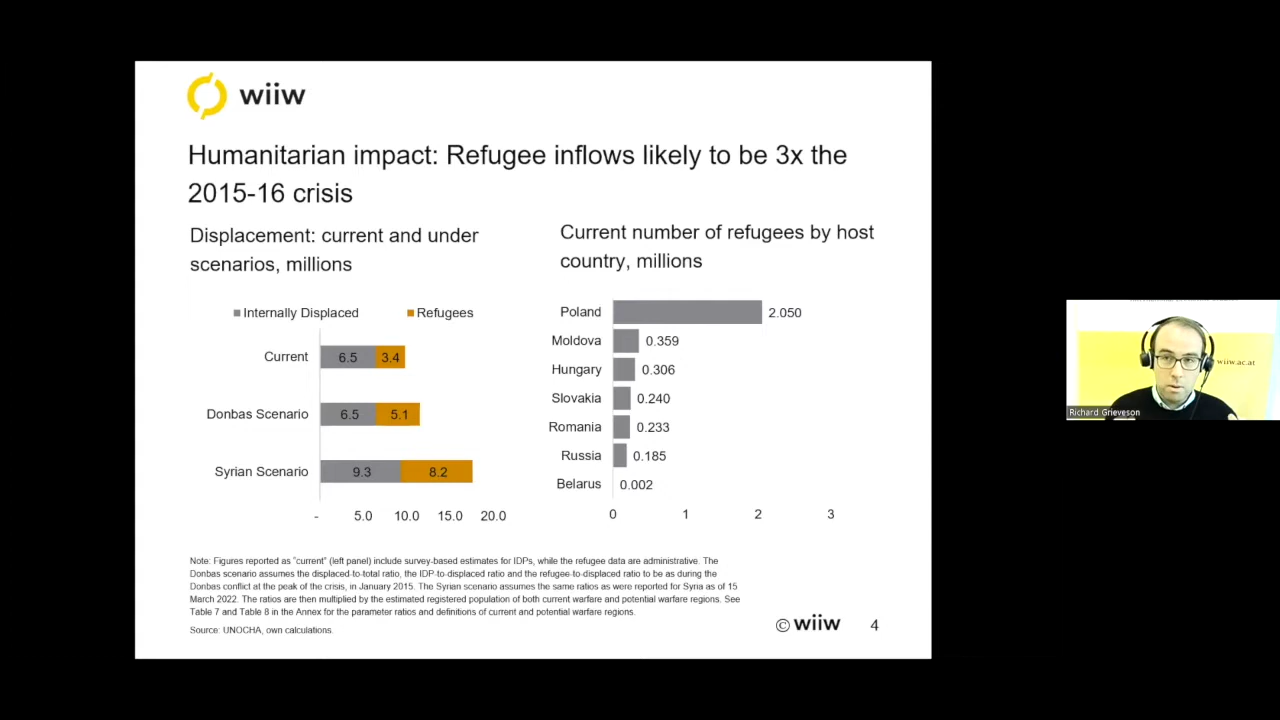 wiiw
Humanitarian impact: Refugee inflows likely to be 3x the
2015-16 crisis
Displacement: current and under
scenarios, millions
Internally Displaced
Refugees
Current
6.5
3.4
Donbas Scenario
6.5
5.1
Syrian Scenario
9.3
8.2
- 5.0 10.0 15.0 20.0
Current number of refugees by host
country, millions
Poland 2.050
Moldova 0.359
Hungary 0.306
Slovakia 0.240
Romania 0.233
Russia 0.185
Belarus 0.002
0 1 2 3
Note: Figures reported as "current" (left panel) include survey-based estimates for IDPs, while the refugee data are administrative. The
Donbas scenario assumes the displaced-to-total ratio, the IDP-to-displaced ratio and the refugee-to-displaced ratio to be as during the
Donbas conflict at the peak of the crisis, in January 2015. The Syrian scenario assumes the same ratios as were reported for Syria as of 15
March 2022. The ratios are then multiplied by the estimated registered population of both current warfare and potential warfare regions. See
Table 7 and Table 8 in the Annex for the parameter ratios and definitions of current and potential warfare regions.
Source: UNOCHA, own calculations.
© wiiw 4
wiiw.ac.at
Richard Grieveson